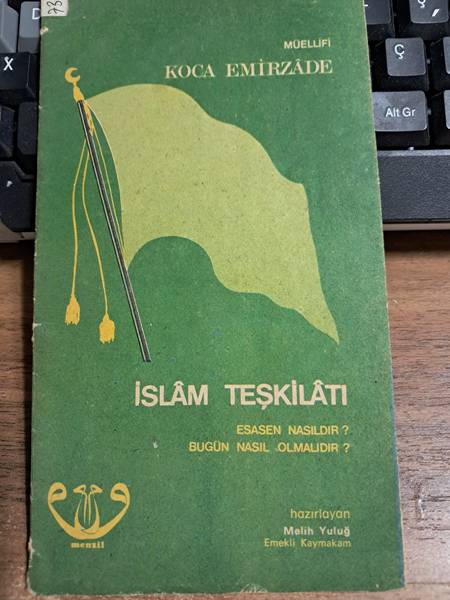 73
MÜELLİFİ
KOCA EMİRZÂDE
X
Ç
Alt Gr
İSLÂM TEŞKİLÂTI
ESASEN NASILDIR ?
BUGÜN NASIL OLMALIDIR ?
menzil
hazırlayan
Melih Yuluğ
Emekli Kaymakam